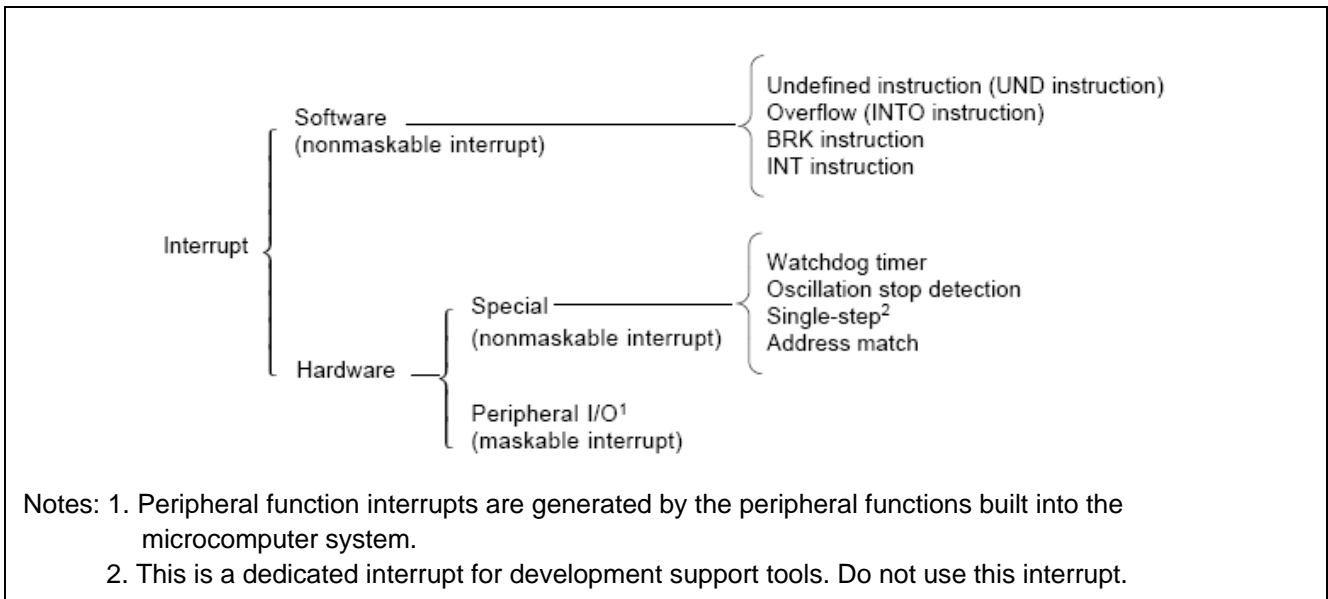 Undefined instruction (UND instruction)
Overflow (INTO instruction)
BRK instruction
INT instruction
Software
(nonmaskable interrupt)
Interrupt
Watchdog timer
Oscillation stop detection
Single-step2
Address match
Special
(nonmaskable interrupt)
Hardware
Peripheral I/O1
(maskable interrupt)
Notes: 1. Peripheral function interrupts are generated by the peripheral functions built into the
microcomputer system.
2. This is a dedicated interrupt for development support tools. Do not use this interrupt.